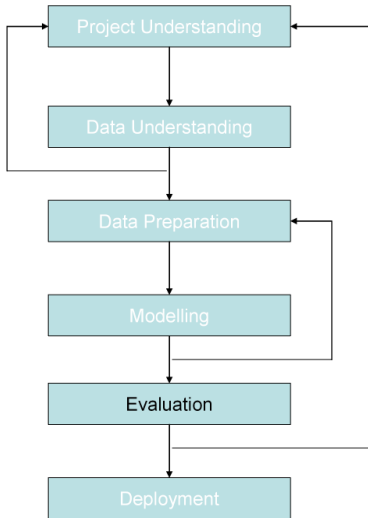 Project Understanding
Data Understanding
Data Preparation
Modelling
Evaluation
Deployment